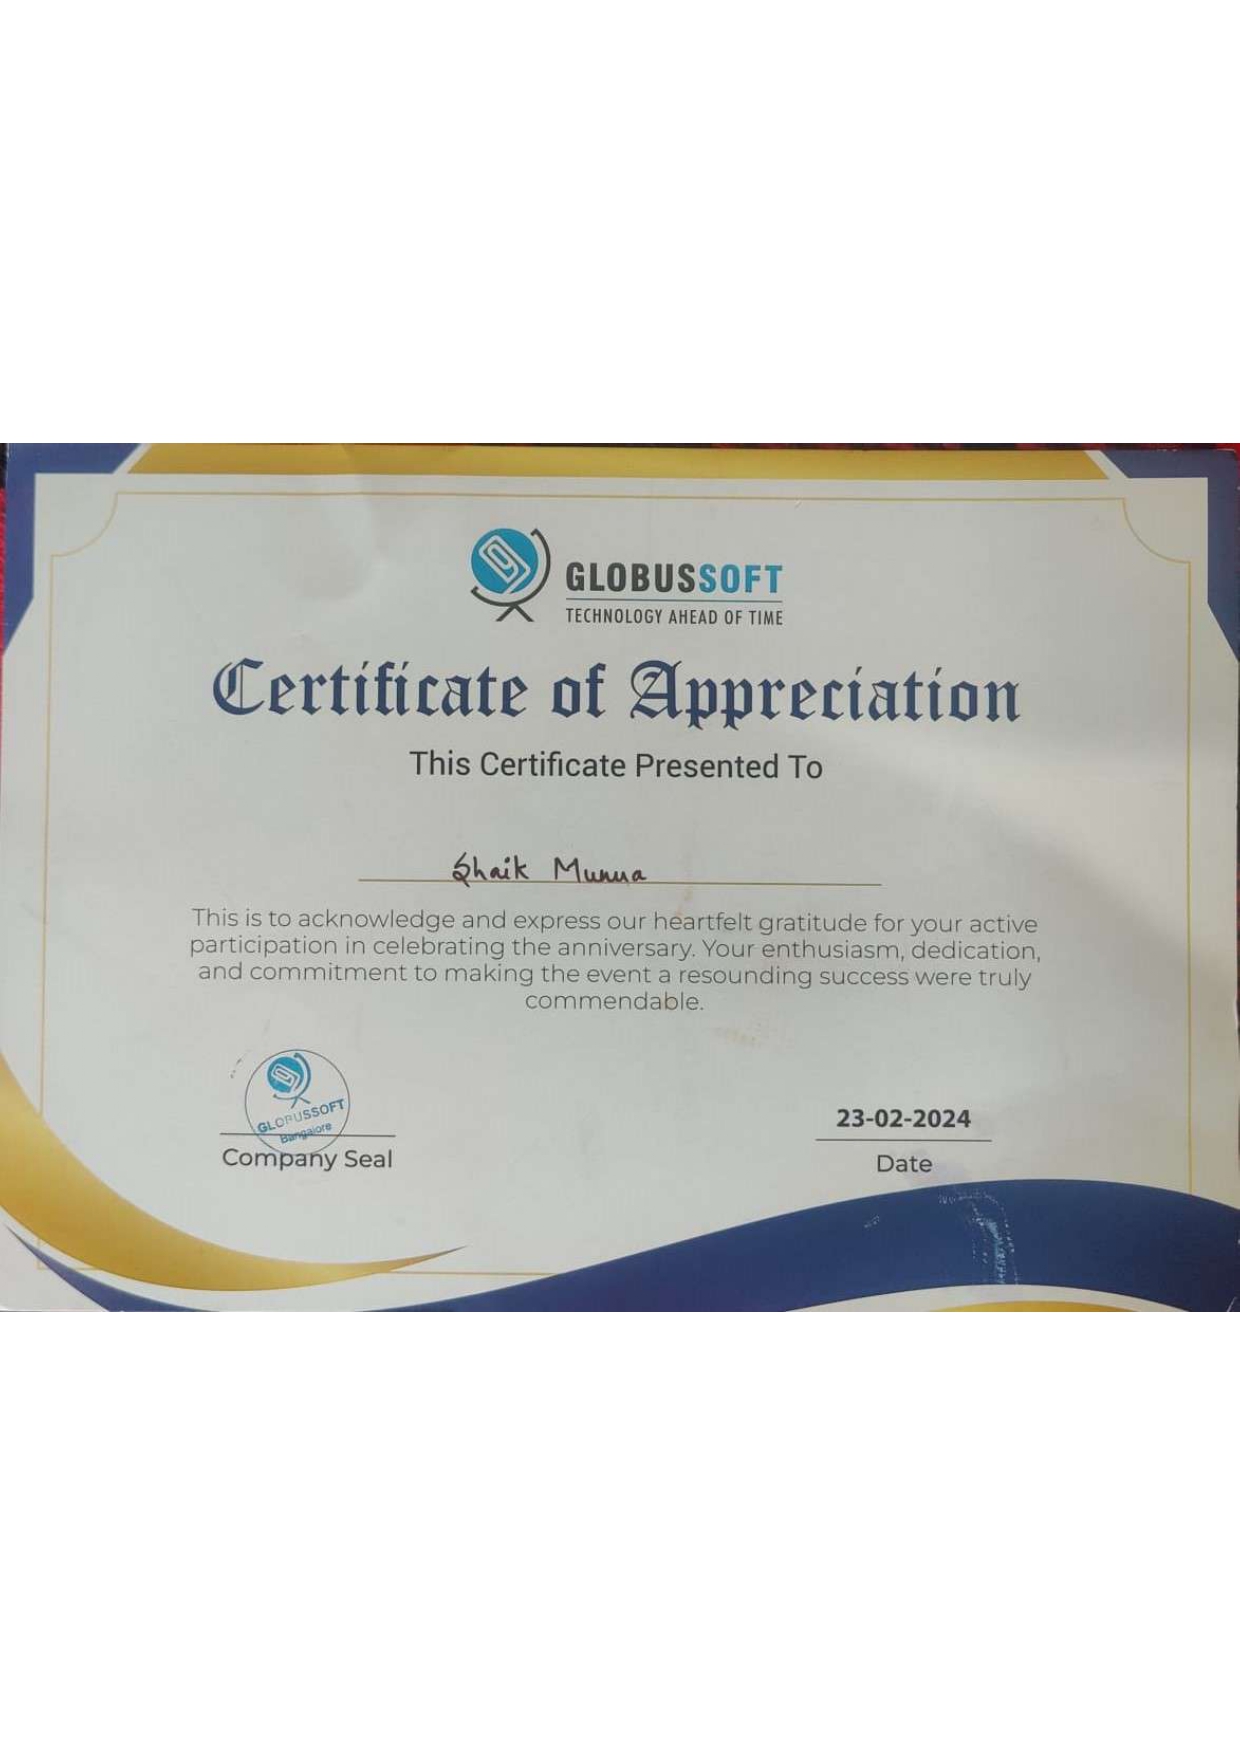 GLOBUSSOFT
TECHNOLOGY AHEAD OF TIME
Certificate of Appreciation
This Certificate Presented To
Shaik Munna
This is to acknowledge and express our heartfelt gratitude for your active
participation in celebrating the anniversary. Your enthusiasm, dedication,
and commitment to making the event a resounding success were truly
commendable.
GLOBUSSOFT
Bangalore
Company Seal
23-02-2024
Date